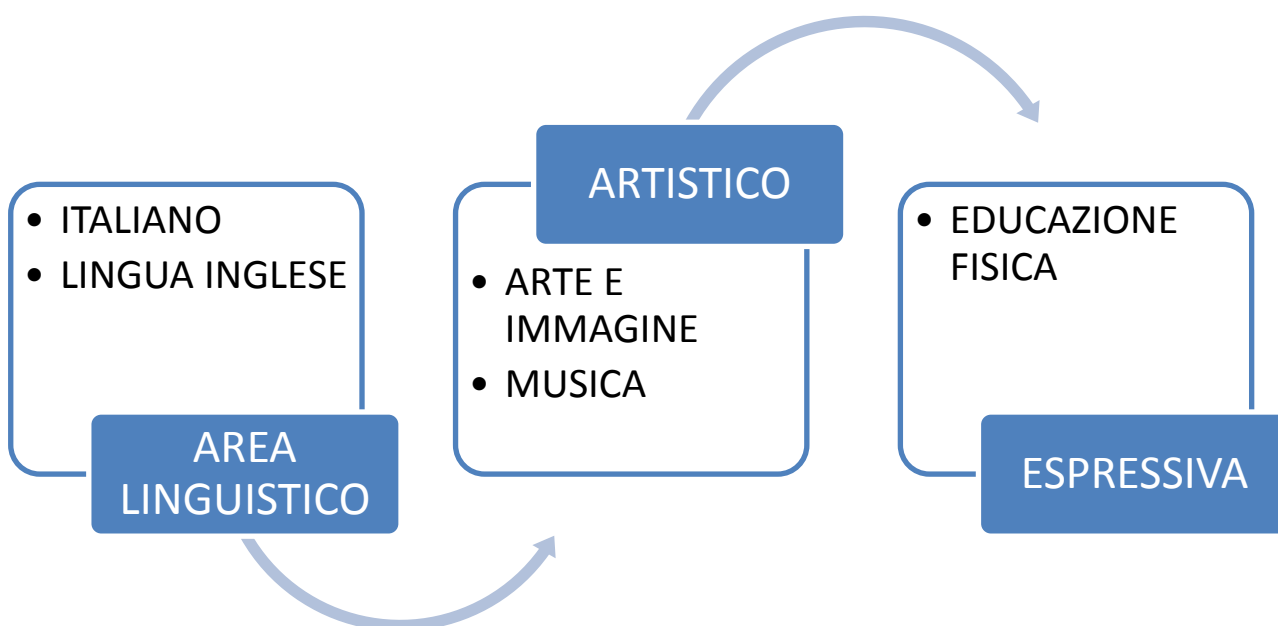 • ITALIANO
• LINGUA INGLESE
AREA
LINGUISTICO
ARTISTICO
• ARTE E
IMMAGINE
• MUSICA
• EDUCAZIONE
FISICA
ESPRESSIVA